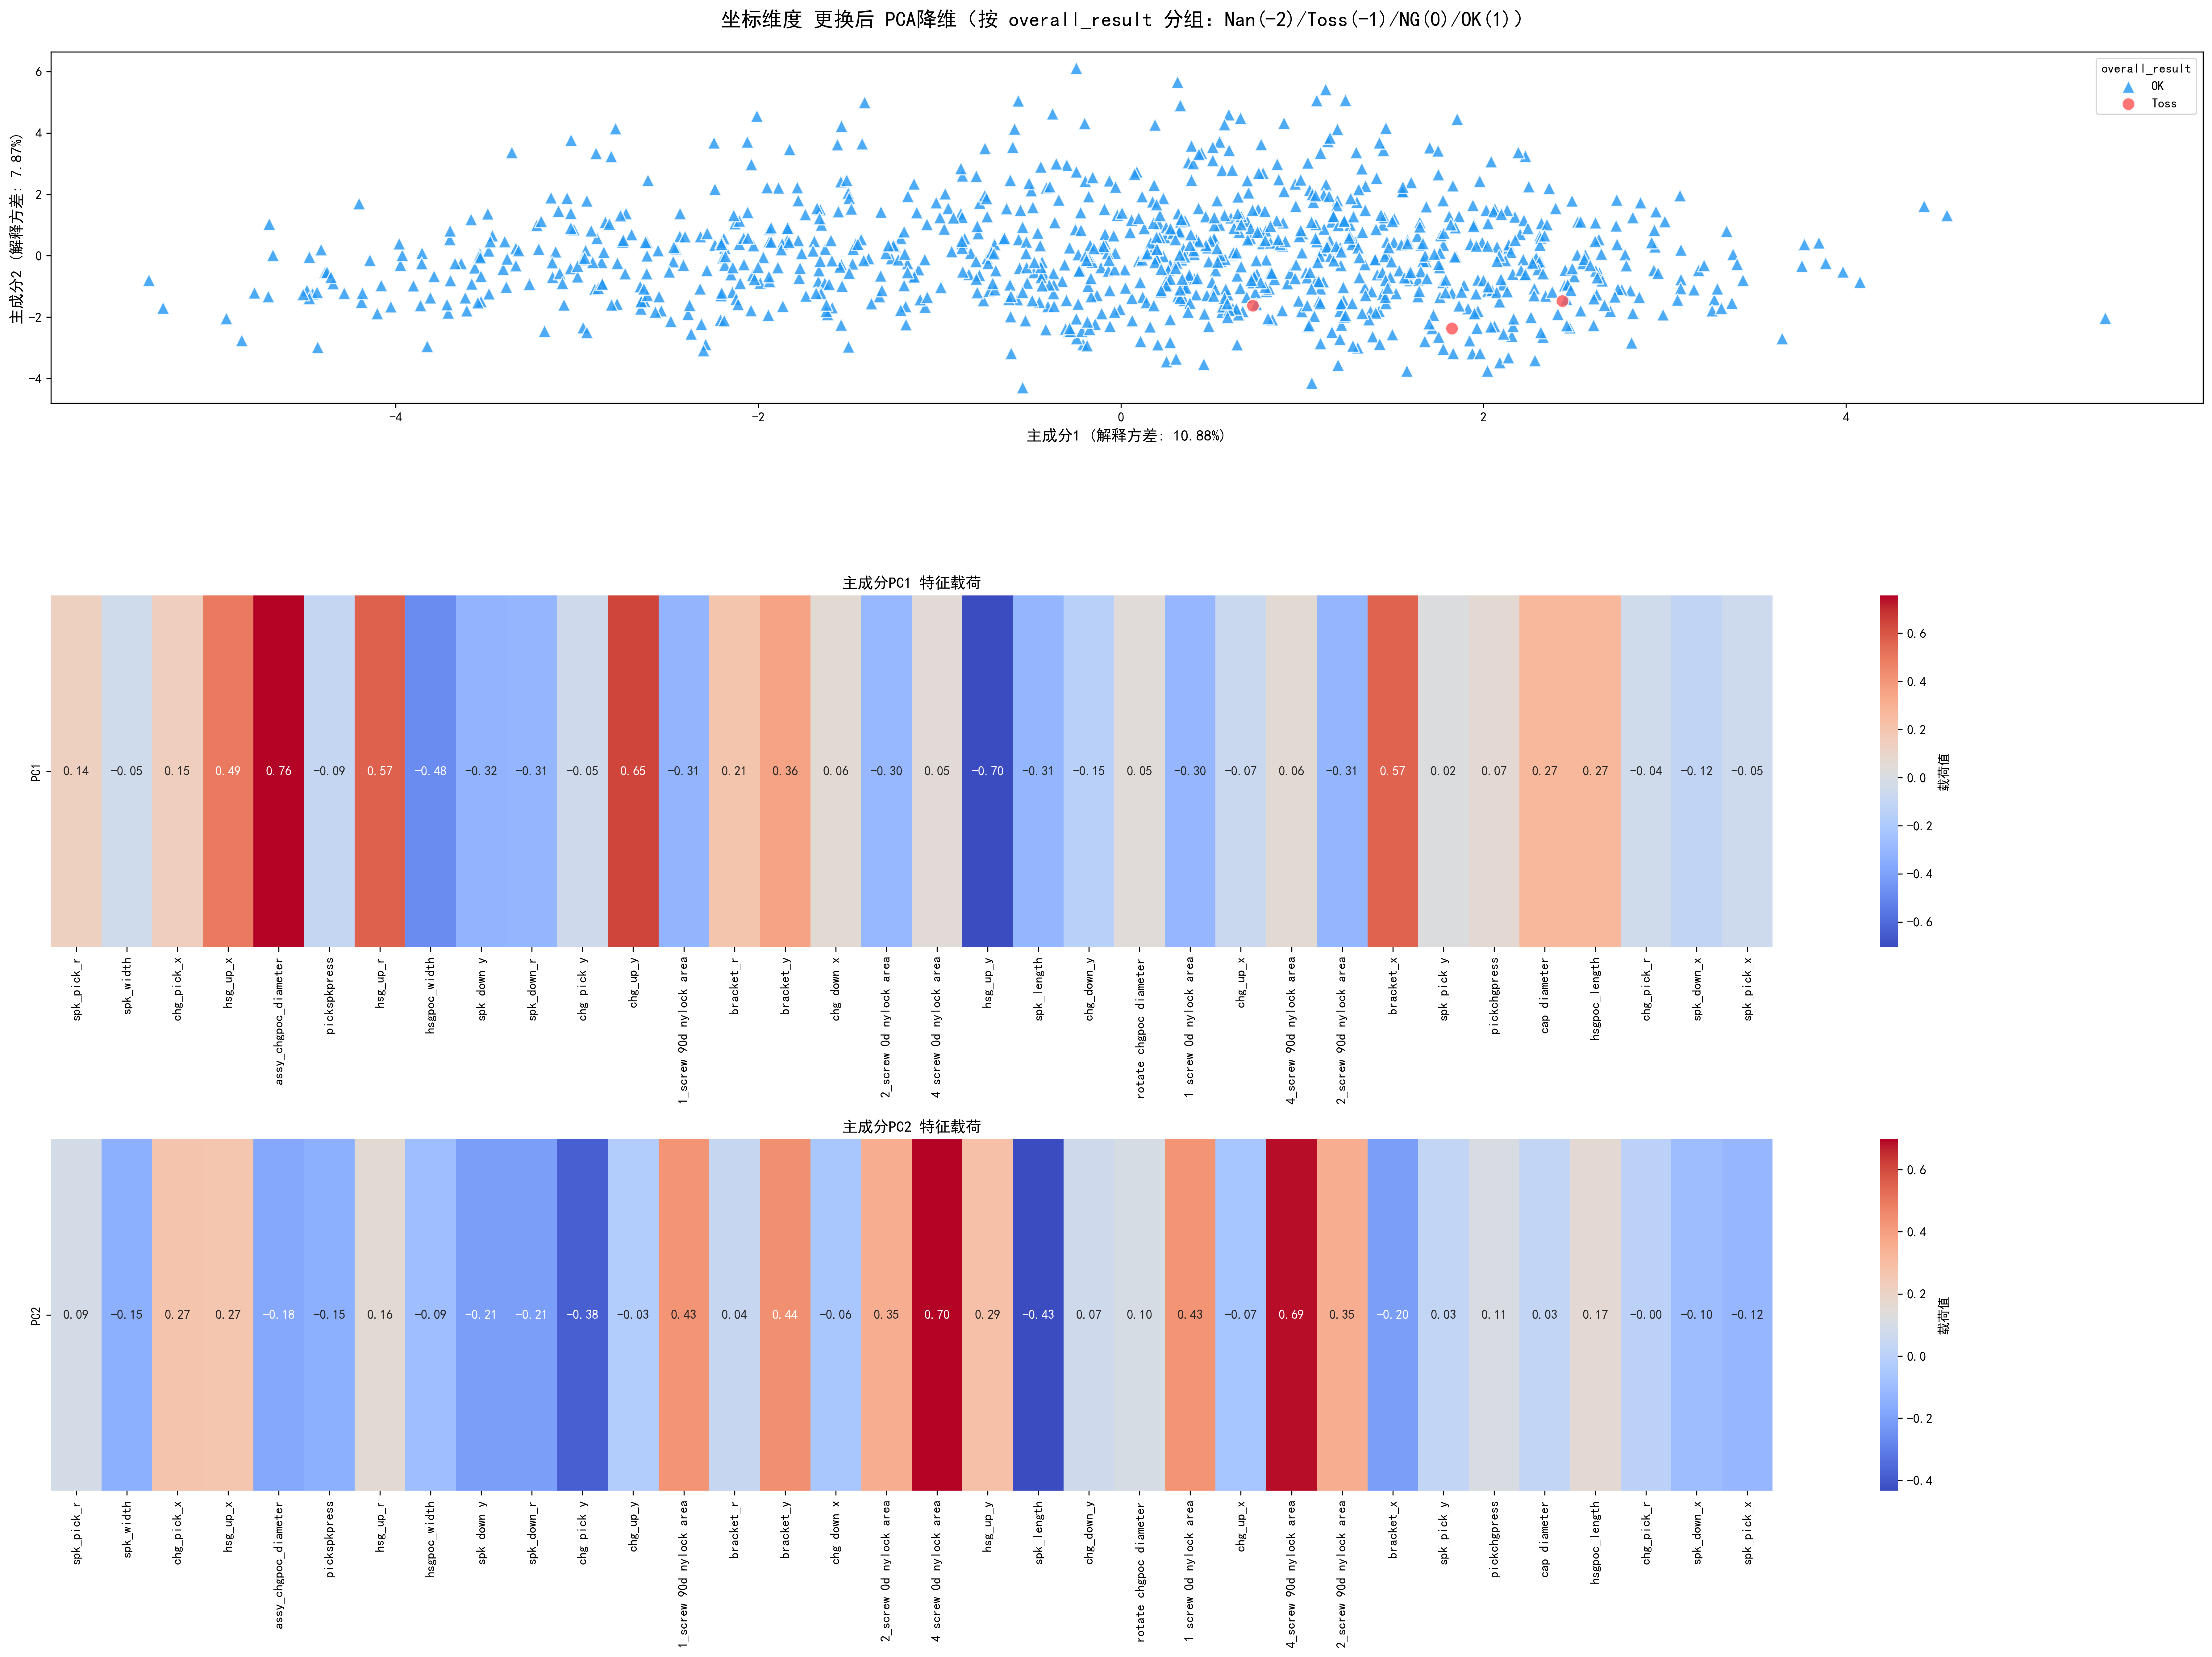 坐标维度 更换后 PCA降维（按 overall_result 分组：Nan(-2)/Toss(-1)/NG(0)/OK(1)）
overall_result
OK
Toss
6
4
2
0
−2
−4
主成分2 (解释方差: 7.87%)
−4
−2
0
2
4
主成分1 (解释方差: 10.88%)
主成分PC1 特征载荷
PC1
0.14
−0.05
0.15
0.49
0.76
−0.09
0.57
−0.48
−0.32
−0.31
−0.05
0.65
−0.31
0.21
0.36
0.06
−0.30
0.05
−0.70
−0.31
−0.15
0.05
−0.30
−0.07
0.06
−0.31
0.57
0.02
0.07
0.27
0.27
−0.04
−0.12
−0.05
spk_pick_r
spk_width
chg_pick_x
hsg_up_x
assy_chgpoc_diameter
pickspkpress
hsg_up_r
hsgpoc_width
spk_down_y
spk_down_r
chg_pick_y
chg_up_y
1_screw 90d nylock area
bracket_r
bracket_y
chg_down_x
2_screw 0d nylock area
4_screw 0d nylock area
hsg_up_y
spk_length
chg_down_y
rotate_chgpoc_diameter
1_screw 0d nylock area
chg_up_x
4_screw 90d nylock area
2_screw 90d nylock area
bracket_x
spk_pick_y
pickchgpress
cap_diameter
hsgpoc_length
chg_pick_r
spk_down_x
spk_pick_x
0.6
0.4
0.2
0.0
−0.2
−0.4
−0.6
载荷值
主成分PC2 特征载荷
PC2
0.09
−0.15
0.27
0.27
−0.18
−0.15
0.16
−0.09
−0.21
−0.21
−0.38
−0.03
0.43
0.04
0.44
−0.06
0.35
0.70
0.29
−0.43
0.07
0.10
0.43
−0.07
0.69
0.35
−0.20
0.03
0.11
0.03
0.17
−0.00
−0.10
−0.12
spk_pick_r
spk_width
chg_pick_x
hsg_up_x
assy_chgpoc_diameter
pickspkpress
hsg_up_r
hsgpoc_width
spk_down_y
spk_down_r
chg_pick_y
chg_up_y
1_screw 90d nylock area
bracket_r
bracket_y
chg_down_x
2_screw 0d nylock area
4_screw 0d nylock area
hsg_up_y
spk_length
chg_down_y
rotate_chgpoc_diameter
1_screw 0d nylock area
chg_up_x
4_screw 90d nylock area
2_screw 90d nylock area
bracket_x
spk_pick_y
pickchgpress
cap_diameter
hsgpoc_length
chg_pick_r
spk_down_x
spk_pick_x
0.6
0.4
0.2
0.0
−0.2
−0.4
载荷值